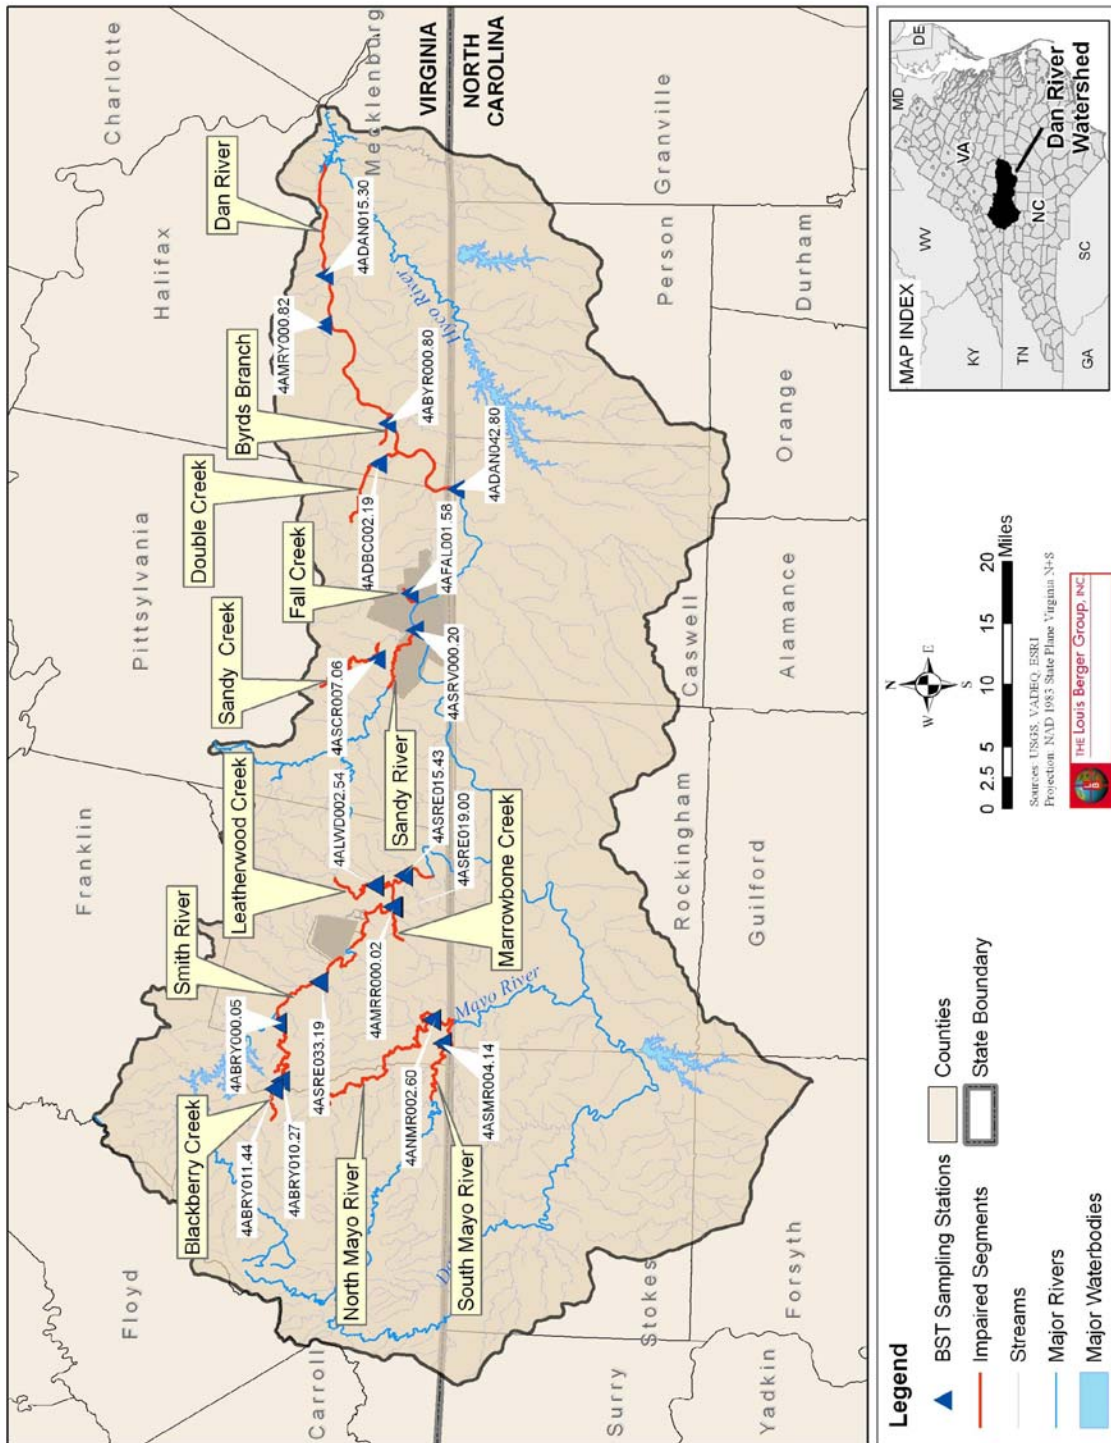 Floyd
Franklin
Pittsylvania
Halifax
Charlotte
Carroll
Mecklenburg
Blackberry Creek
Smith River
Leatherwood Creek
Sandy Creek
Fall Creek
Double Creek
Byrds Branch
Dan River
4ABRY011.44
4ABRY010.27
4ABRY000.05
4ASRE033.19
4ALWD002.54
4ASCR007.06
4ADBC002.19
4AMRY000.82
4ADAN015.30
North Mayo River
4ANMR002.60
4AMRR000.02
Sandy River
4ASRE015.43
4ASRE019.00
4ASRV000.20
4AFAL001.58
4ABYR000.80
4ADAN042.80
Hyco River
VIRGINIA
NORTH
CAROLINA
South Mayo River
4ASMR004.14
Mayo River
Marrowbone Creek
Surry
Stokes
Rockingham
Caswell
Person
Granville
Yadkin
Forsyth
Guilford
Alamance
Orange
Durham
Legend
BST Sampling Stations
Impaired Segments
Streams
Major Rivers
Major Waterbodies
Counties
State Boundary
N
W
E
S
0 2.5 5 10 15 20
Miles
Sources: USGS, VADEQ, ESRI
Projection: NAD 1983 State Plane Virginia N+S
THE Louis Berger Group, INC.
MAP INDEX
WV
MD
DE
KY
VA
TN
NC
GA
SC
Dan River
Watershed